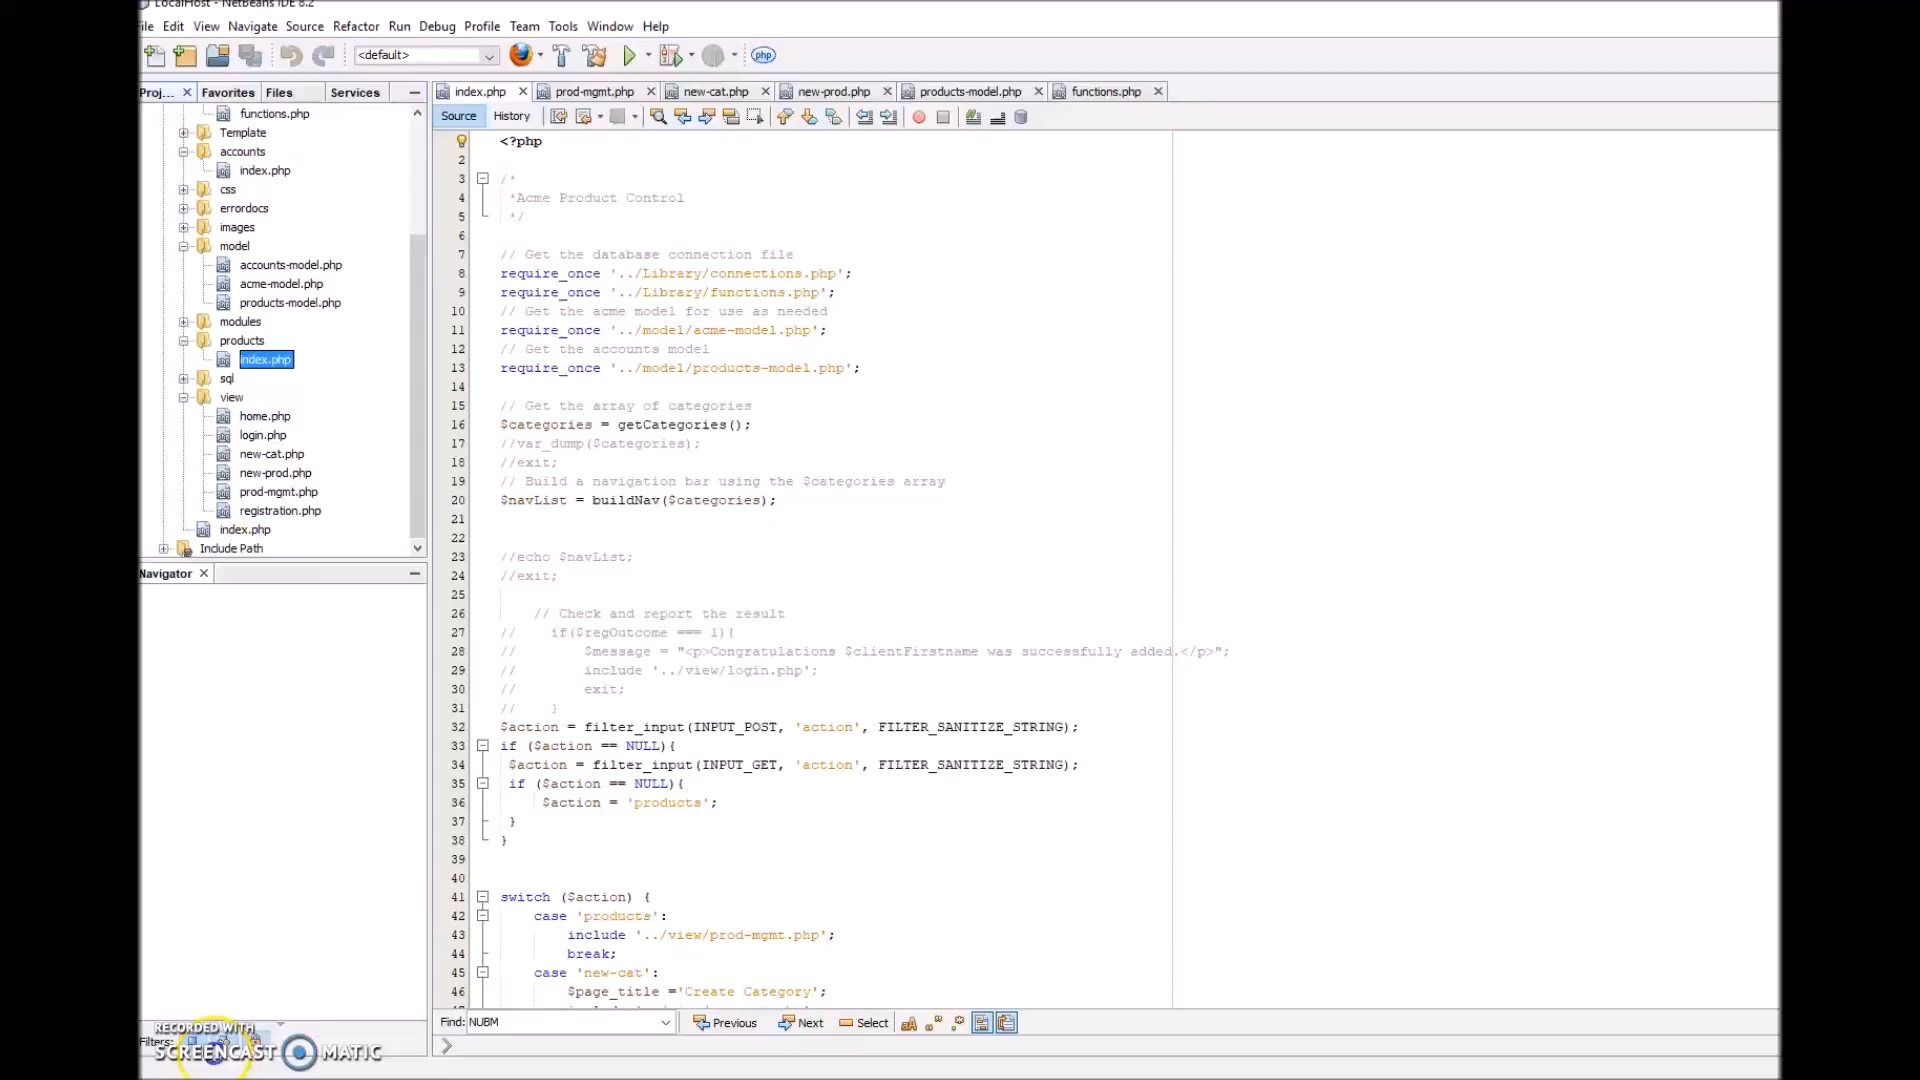 LocalHost - NetBeans IDE 8.2
File Edit View Navigate Source Refactor Run Debug Profile Team Tools Window Help
<default>
php
Proj... Favorites Files Services
index.php prod-mgmt.php new-cat.php new-prod.php products-model.php functions.php
Source History
functions.php
Template
accounts
index.php
css
errordocs
images
model
accounts-model.php
acme-model.php
products-model.php
modules
products
index.php
sql
view
home.php
login.php
new-cat.php
new-prod.php
prod-mgmt.php
registration.php
index.php
Include Path
Navigator
<?php
2
3 /*
4 *Acme Product Control
5 */
6
7 // Get the database connection file
8 require_once '../Library/connections.php';
9 require_once '../Library/functions.php';
10 // Get the acme model for use as needed
11 require_once '../model/acme-model.php';
12 // Get the accounts model
13 require_once '../model/products-model.php';
14
15 // Get the array of categories
16 $categories = getCategories();
17 //var_dump($categories);
18 //exit;
19 // Build a navigation bar using the $categories array
20 $navList = buildNav($categories);
21
22
23 //echo $navList;
24 //exit;
25
26 // Check and report the result
27 // if($regOutcome === 1){
28 // $message = "<p>Congratulations $clientFirstname was successfully added.</p>";
29 // include '../view/login.php';
30 // exit;
31 // }
32 $action = filter_input(INPUT_POST, 'action', FILTER_SANITIZE_STRING);
33 if ($action == NULL){
34 $action = filter_input(INPUT_GET, 'action', FILTER_SANITIZE_STRING);
35 if ($action == NULL){
36 $action = 'products';
37 }
38 }
39
40
41 switch ($action) {
42 case 'products':
43 include '../view/prod-mgmt.php';
44 break;
45 case 'new-cat':
46 $page_title ='Create Category';
Find: NUBM Previous Next Select
Filters:
RECORDED WITH
SCREENCAST MATIC